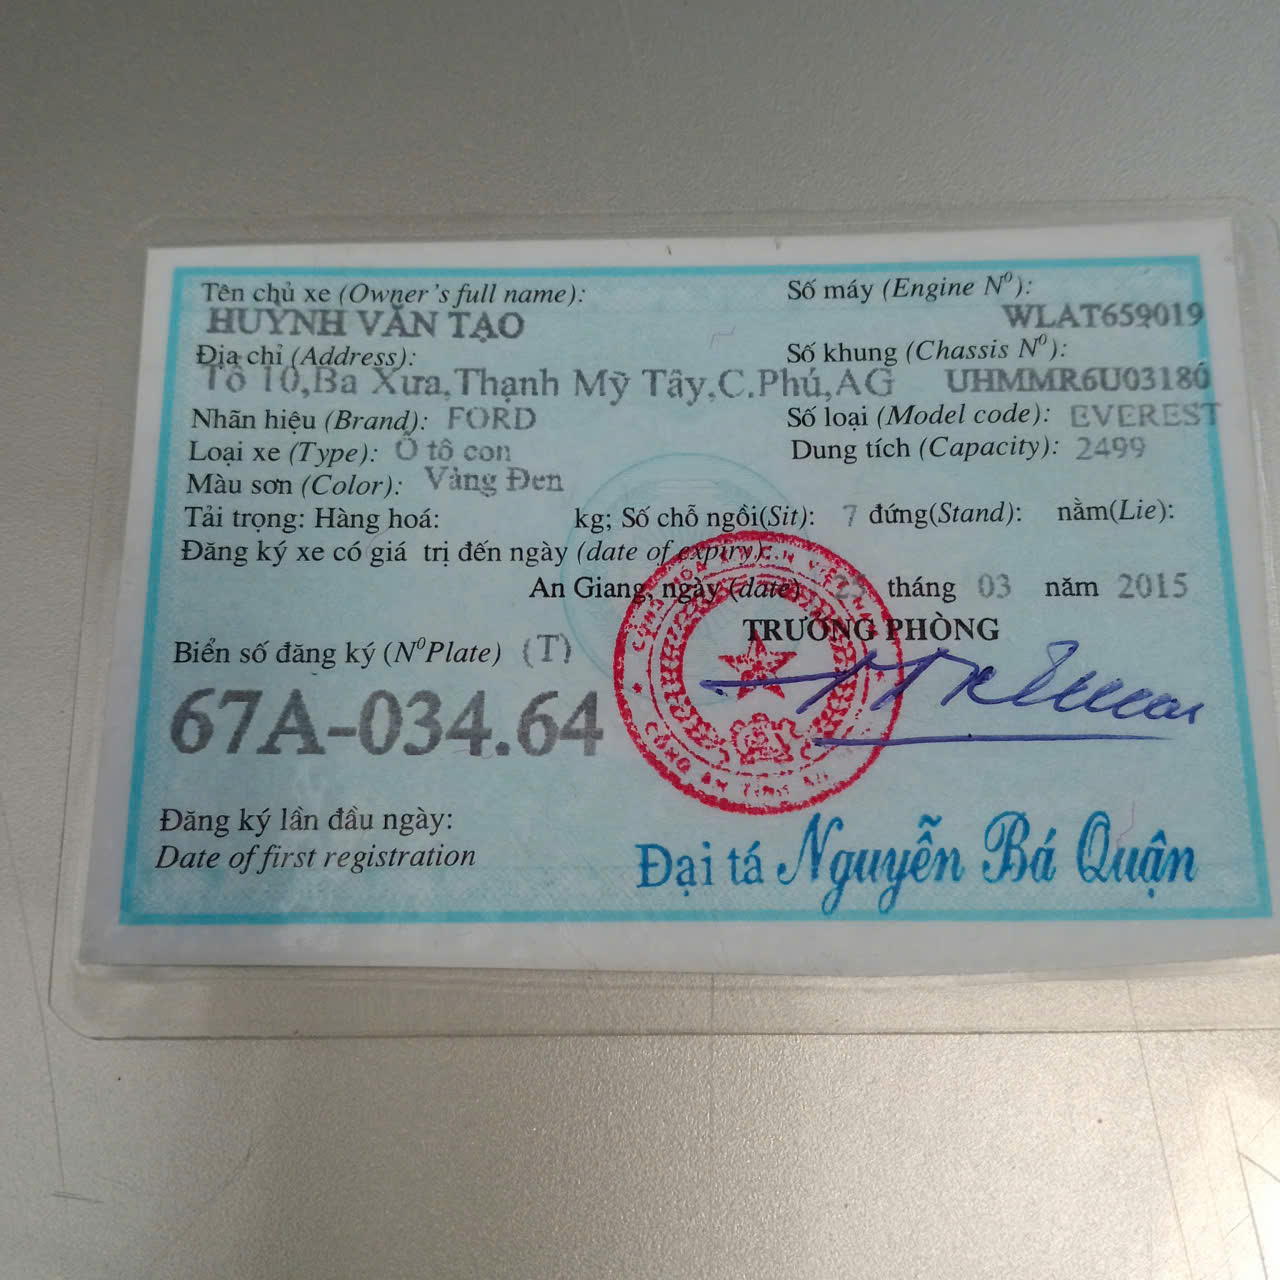 Tên chủ xe (Owner's full name):
HUỲNH VĂN TẠO
Số máy (Engine Nº):
WLAT659019
Địa chỉ (Address):
Tổ 10,Ba Xưa,Thạnh Mỹ Tây,C.Phú,AG
Số khung (Chassis Nº):
UHMMR6U03180
Nhãn hiệu (Brand): FORD
Số loại (Model code): EVEREST
Loại xe (Type): Ô tô con
Dung tích (Capacity): 2499
Màu sơn (Color): Vàng Đen
Tải trọng: Hàng hoá: kg; Số chỗ ngồi(Sit): 7 đứng(Stand): nằm(Lie):
Đăng ký xe có giá trị đến ngày (date of expiry):..
An Giang, ngày (date) 25 tháng 03 năm 2015
TRƯỞNG PHÒNG
Biển số đăng ký (NºPlate) (T)
67A-034.64
Đăng ký lần đầu ngày:
Date of first registration
Đại tá Nguyễn Bá Quận